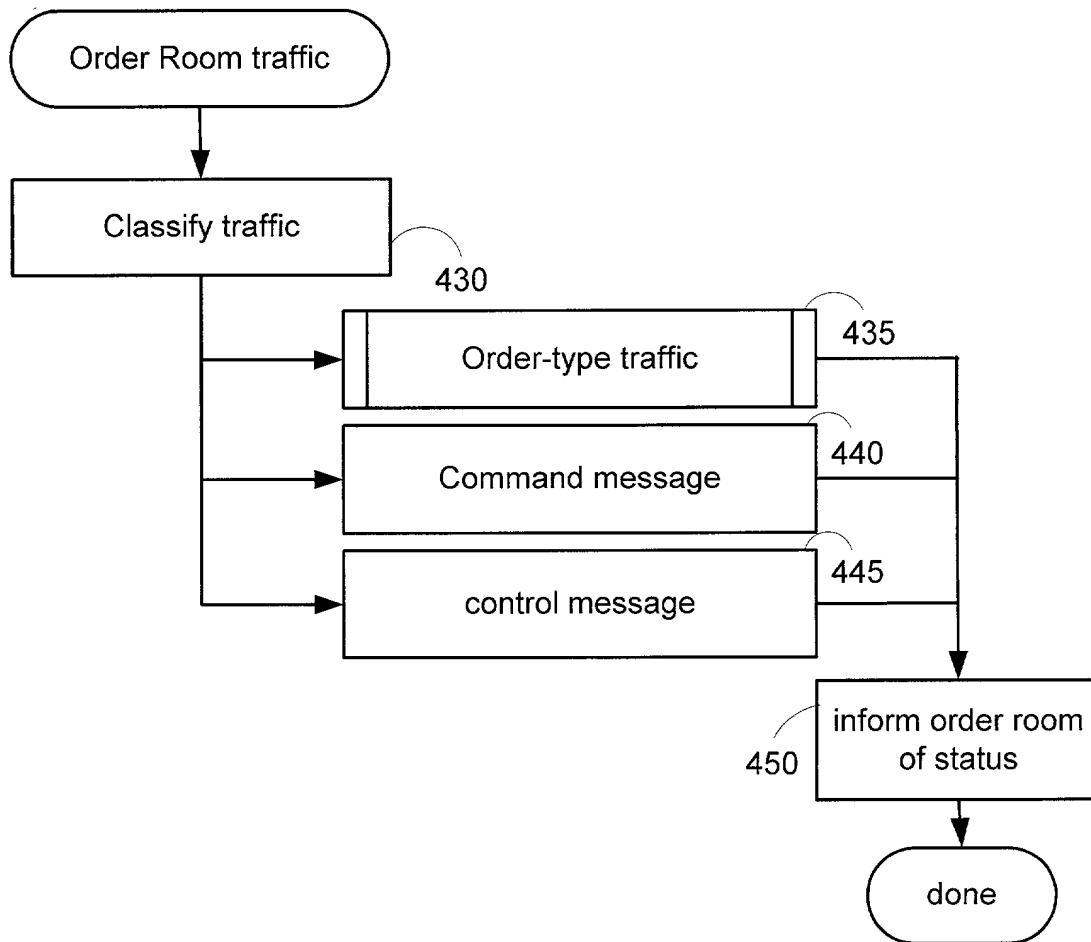 Order Room traffic
Classify traffic
430
Order-type traffic
435
Command message
440
control message
445
inform order room
of status
450
done